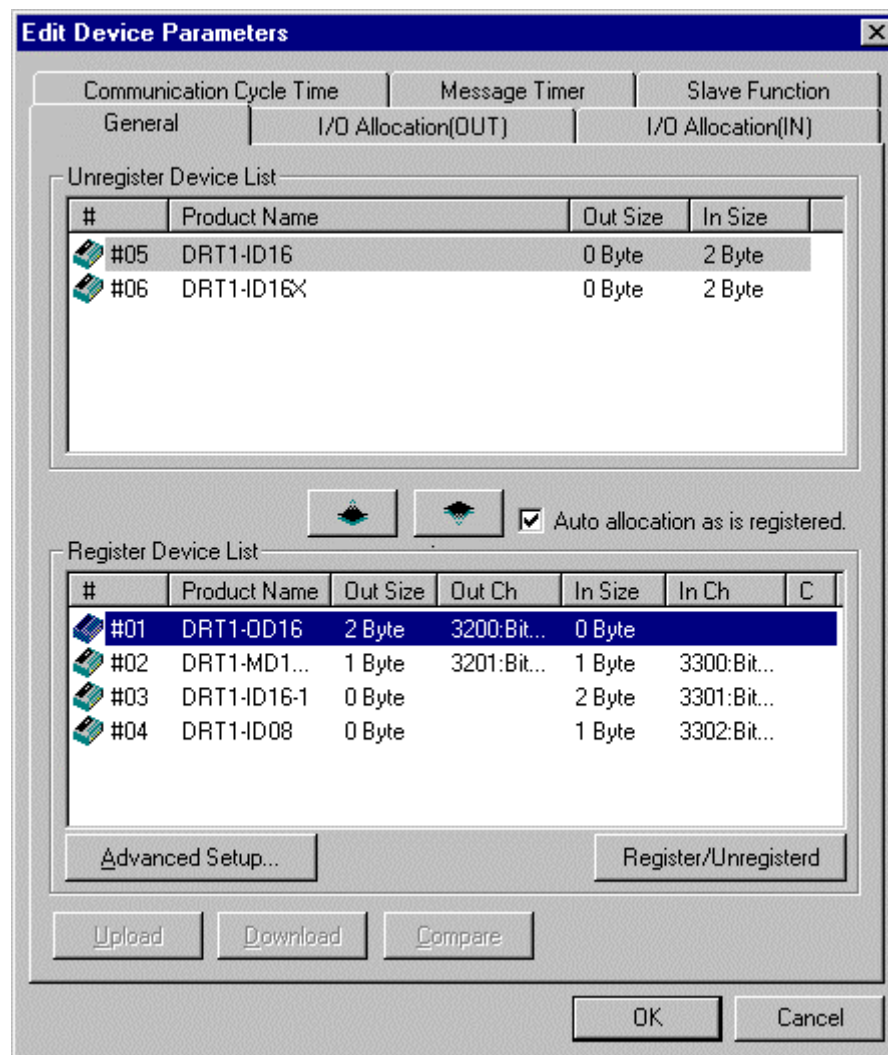 Edit Device Parameters
Communication Cycle Time Message Timer Slave Function
General I/O Allocation(OUT) I/O Allocation(IN)
Unregister Device List
# Product Name Out Size In Size
#05 DRT1-ID16 0 Byte 2 Byte
#06 DRT1-ID16X 0 Byte 2 Byte
Auto allocation as is registered.
Register Device List
# Product Name Out Size Out Ch In Size In Ch C
#01 DRT1-OD16 2 Byte 3200:Bit... 0 Byte
#02 DRT1-MD1... 1 Byte 3201:Bit... 1 Byte 3300:Bit...
#03 DRT1-ID16-1 0 Byte 2 Byte 3301:Bit...
#04 DRT1-ID08 0 Byte 1 Byte 3302:Bit...
Advanced Setup... Register/Unregisterd
Upload Download Compare
OK Cancel